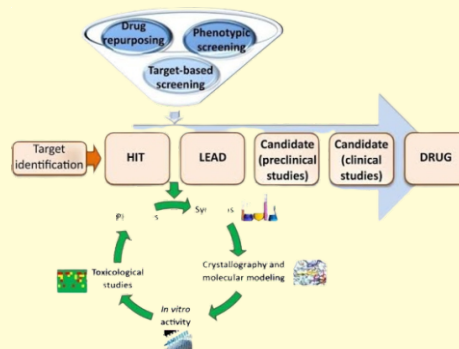 Drug
repurposing
Phenotypic
screening
Target-based
screening
Target
identification
HIT
LEAD
Candidate
(preclinical
studies)
Candidate
(clinical
studies)
DRUG
Crystallography and
molecular modeling
Toxicological
studies
In vitro
activity